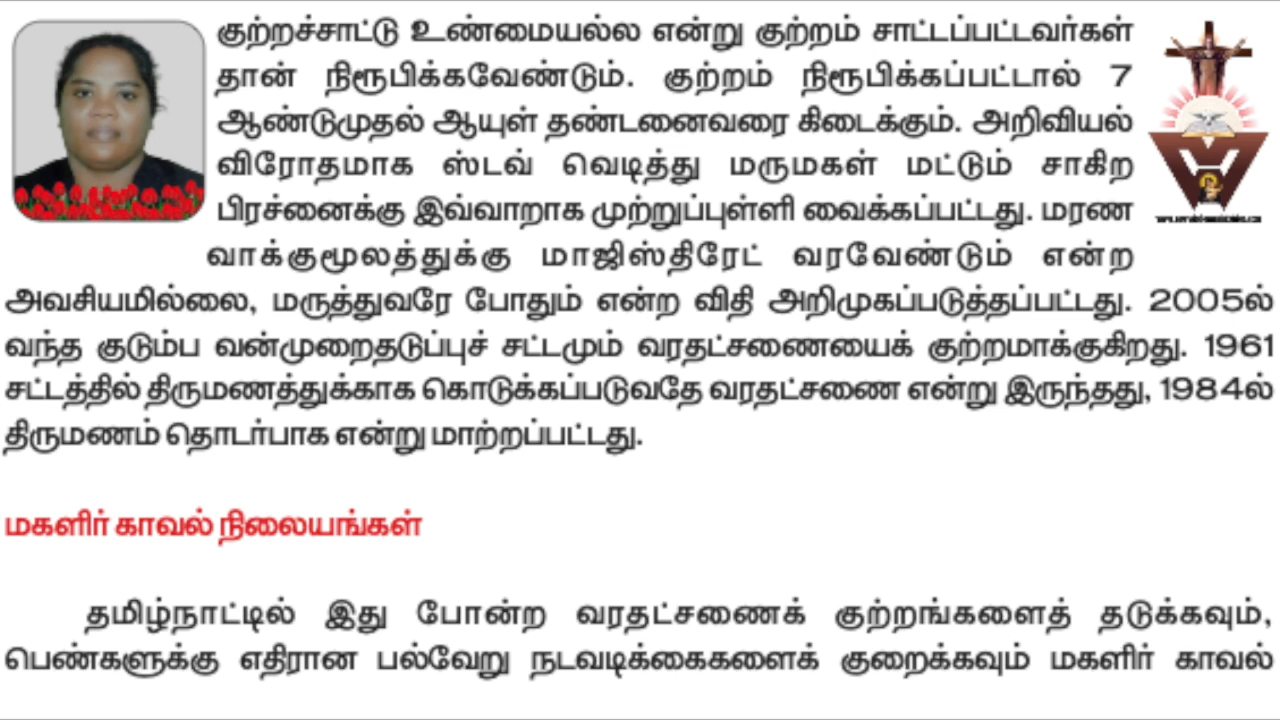 குற்றச்சாட்டு உண்மையல்ல என்று குற்றம் சாட்டப்பட்டவர்கள்
தான் நிரூபிக்கவேண்டும். குற்றம் நிரூபிக்கப்பட்டால் 7
ஆண்டுமுதல் ஆயுள் தண்டனைவரை கிடைக்கும். அறிவியல்
விரோதமாக ஸ்டவ் வெடித்து மருமகள் மட்டும் சாகிற
பிரச்னைக்கு இவ்வாறாக முற்றுப்புள்ளி வைக்கப்பட்டது. மரண
வாக்குமூலத்துக்கு மாஜிஸ்திரேட் வரவேண்டும் என்ற
அவசியமில்லை, மருத்துவரே போதும் என்ற விதி அறிமுகப்படுத்தப்பட்டது. 2005ல்
வந்த குடும்ப வன்முறைதடுப்புச் சட்டமும் வரதட்சணையைக் குற்றமாக்குகிறது. 1961
சட்டத்தில் திருமணத்துக்காக கொடுக்கப்படுவதே வரதட்சணை என்று இருந்தது, 1984ல்
திருமணம் தொடர்பாக என்று மாற்றப்பட்டது.
மகளிர் காவல் நிலையங்கள்
தமிழ்நாட்டில் இது போன்ற வரதட்சணைக் குற்றங்களைத் தடுக்கவும்,
பெண்களுக்கு எதிரான பல்வேறு நடவடிக்கைகளைக் குறைக்கவும் மகளிர் காவல்